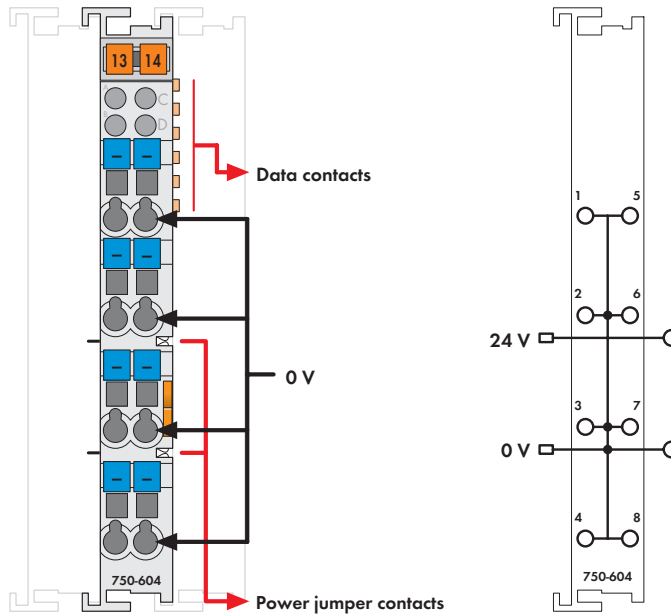 13 14
A C
B D
– –
Data contacts
– –
– –
0 V
– –
750-604
Power jumper contacts
1 5
2 6
24 V
3 7
0 V
4 8
750-604